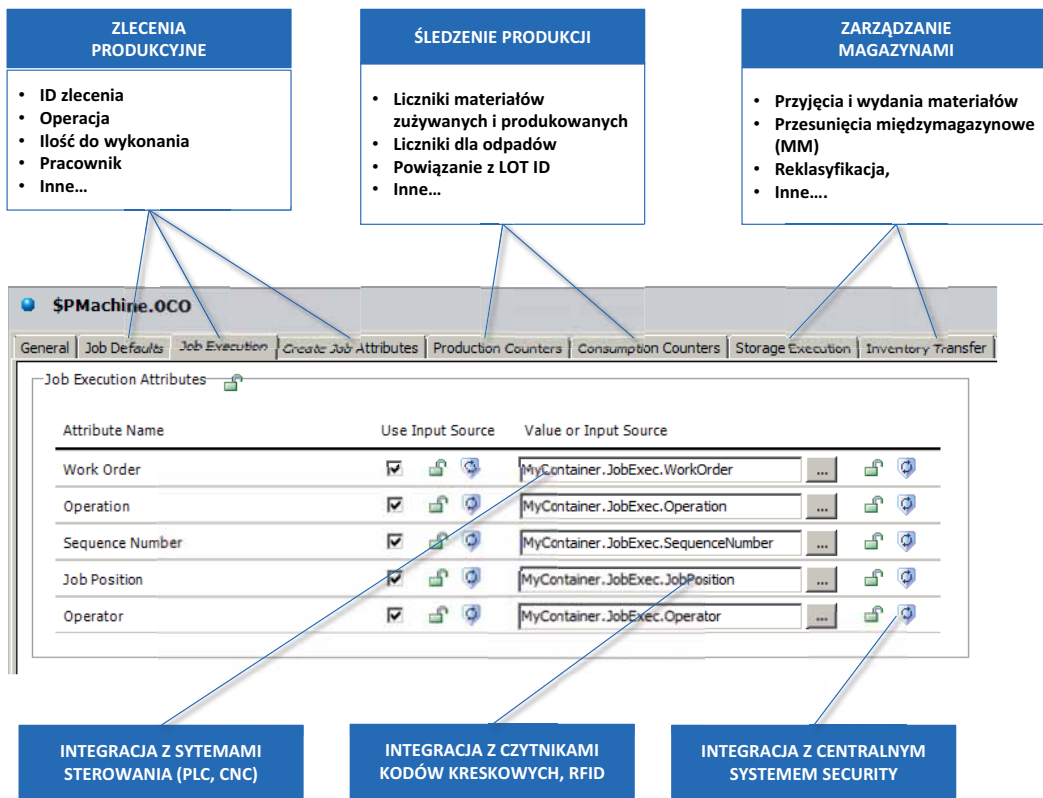 ZLECENIA
PRODUKCYJNE
• ID zlecenia
• Operacja
• Ilość do wykonania
• Pracownik
• Inne…
ŚLEDZENIE PRODUKCJI
• Liczniki materiałów
zużywanych i produkowanych
• Liczniki dla odpadów
• Powiązanie z LOT ID
• Inne…
ZARZĄDZANIE
MAGAZYNAMI
• Przyjęcia i wydania materiałów
• Przesunięcia międzymagazynowe
(MM)
• Reklasyfikacja,
• Inne….
$PMachine.OCO
General Job Defaults Job Execution Create Job Attributes Production Counters Consumption Counters Storage Execution Inventory Transfer
Job Execution Attributes
Attribute Name Use Input Source Value or Input Source
Work Order MyContainer.JobExec.WorkOrder ...
Operation MyContainer.JobExec.Operation ...
Sequence Number MyContainer.JobExec.SequenceNumber ...
Job Position MyContainer.JobExec.JobPosition ...
Operator MyContainer.JobExec.Operator ...
INTEGRACJA Z SYTEMAMI
STEROWANIA (PLC, CNC)
INTEGRACJA Z CZYTNIKAMI
KODÓW KRESKOWYCH, RFID
INTEGRACJA Z CENTRALNYM
SYSTEMEM SECURITY